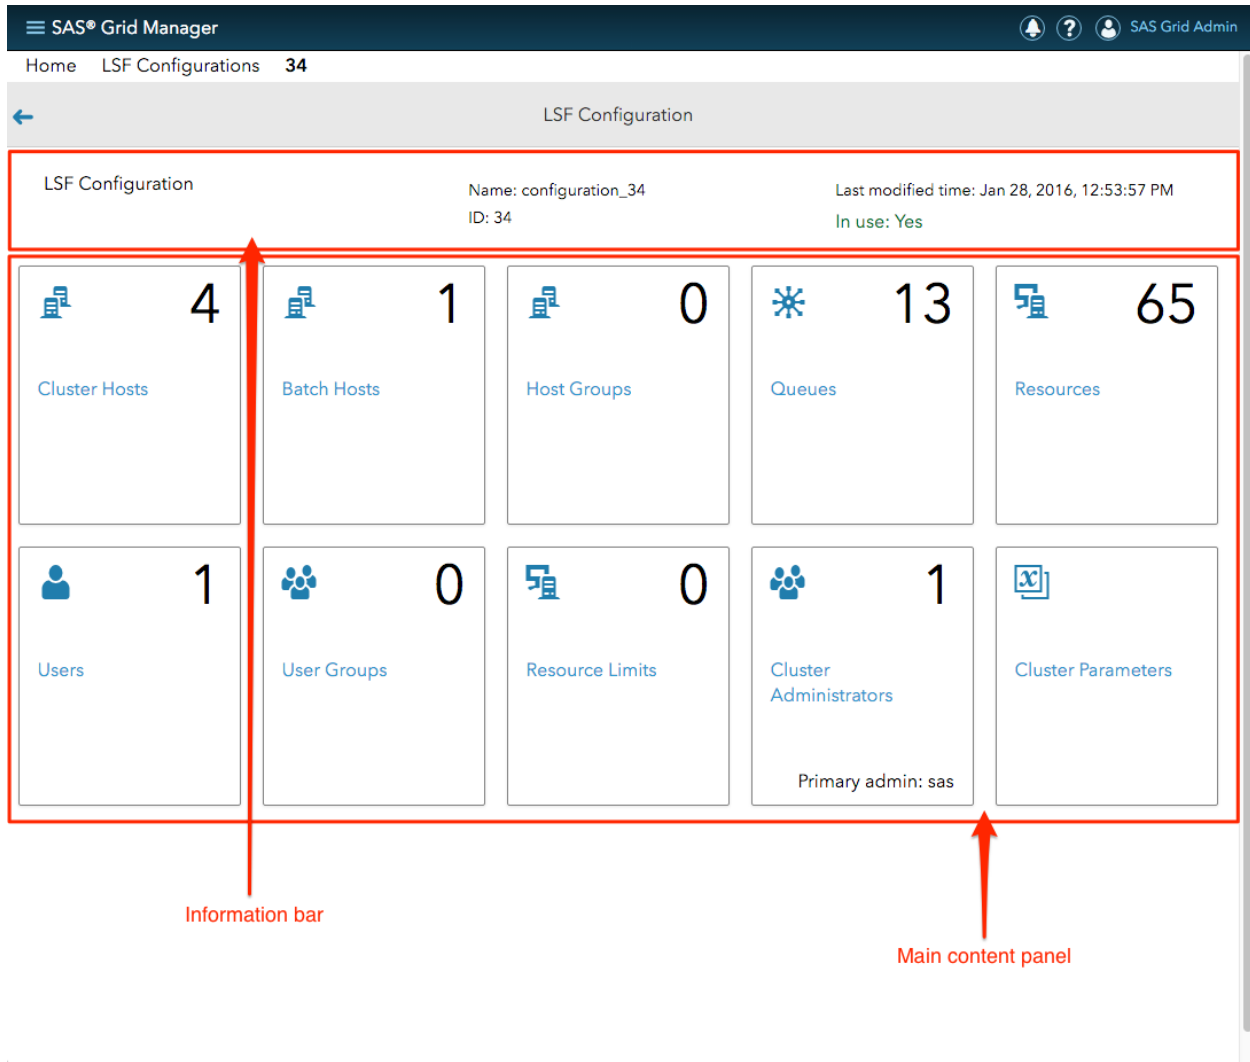 SAS® Grid Manager
SAS Grid Admin
Home LSF Configurations 34
LSF Configuration
LSF Configuration
Name: configuration_34
ID: 34
Last modified time: Jan 28, 2016, 12:53:57 PM
In use: Yes
4
Cluster Hosts
1
Batch Hosts
0
Host Groups
13
Queues
65
Resources
1
Users
0
User Groups
0
Resource Limits
1
Cluster
Administrators
Primary admin: sas
Cluster Parameters
Information bar
Main content panel